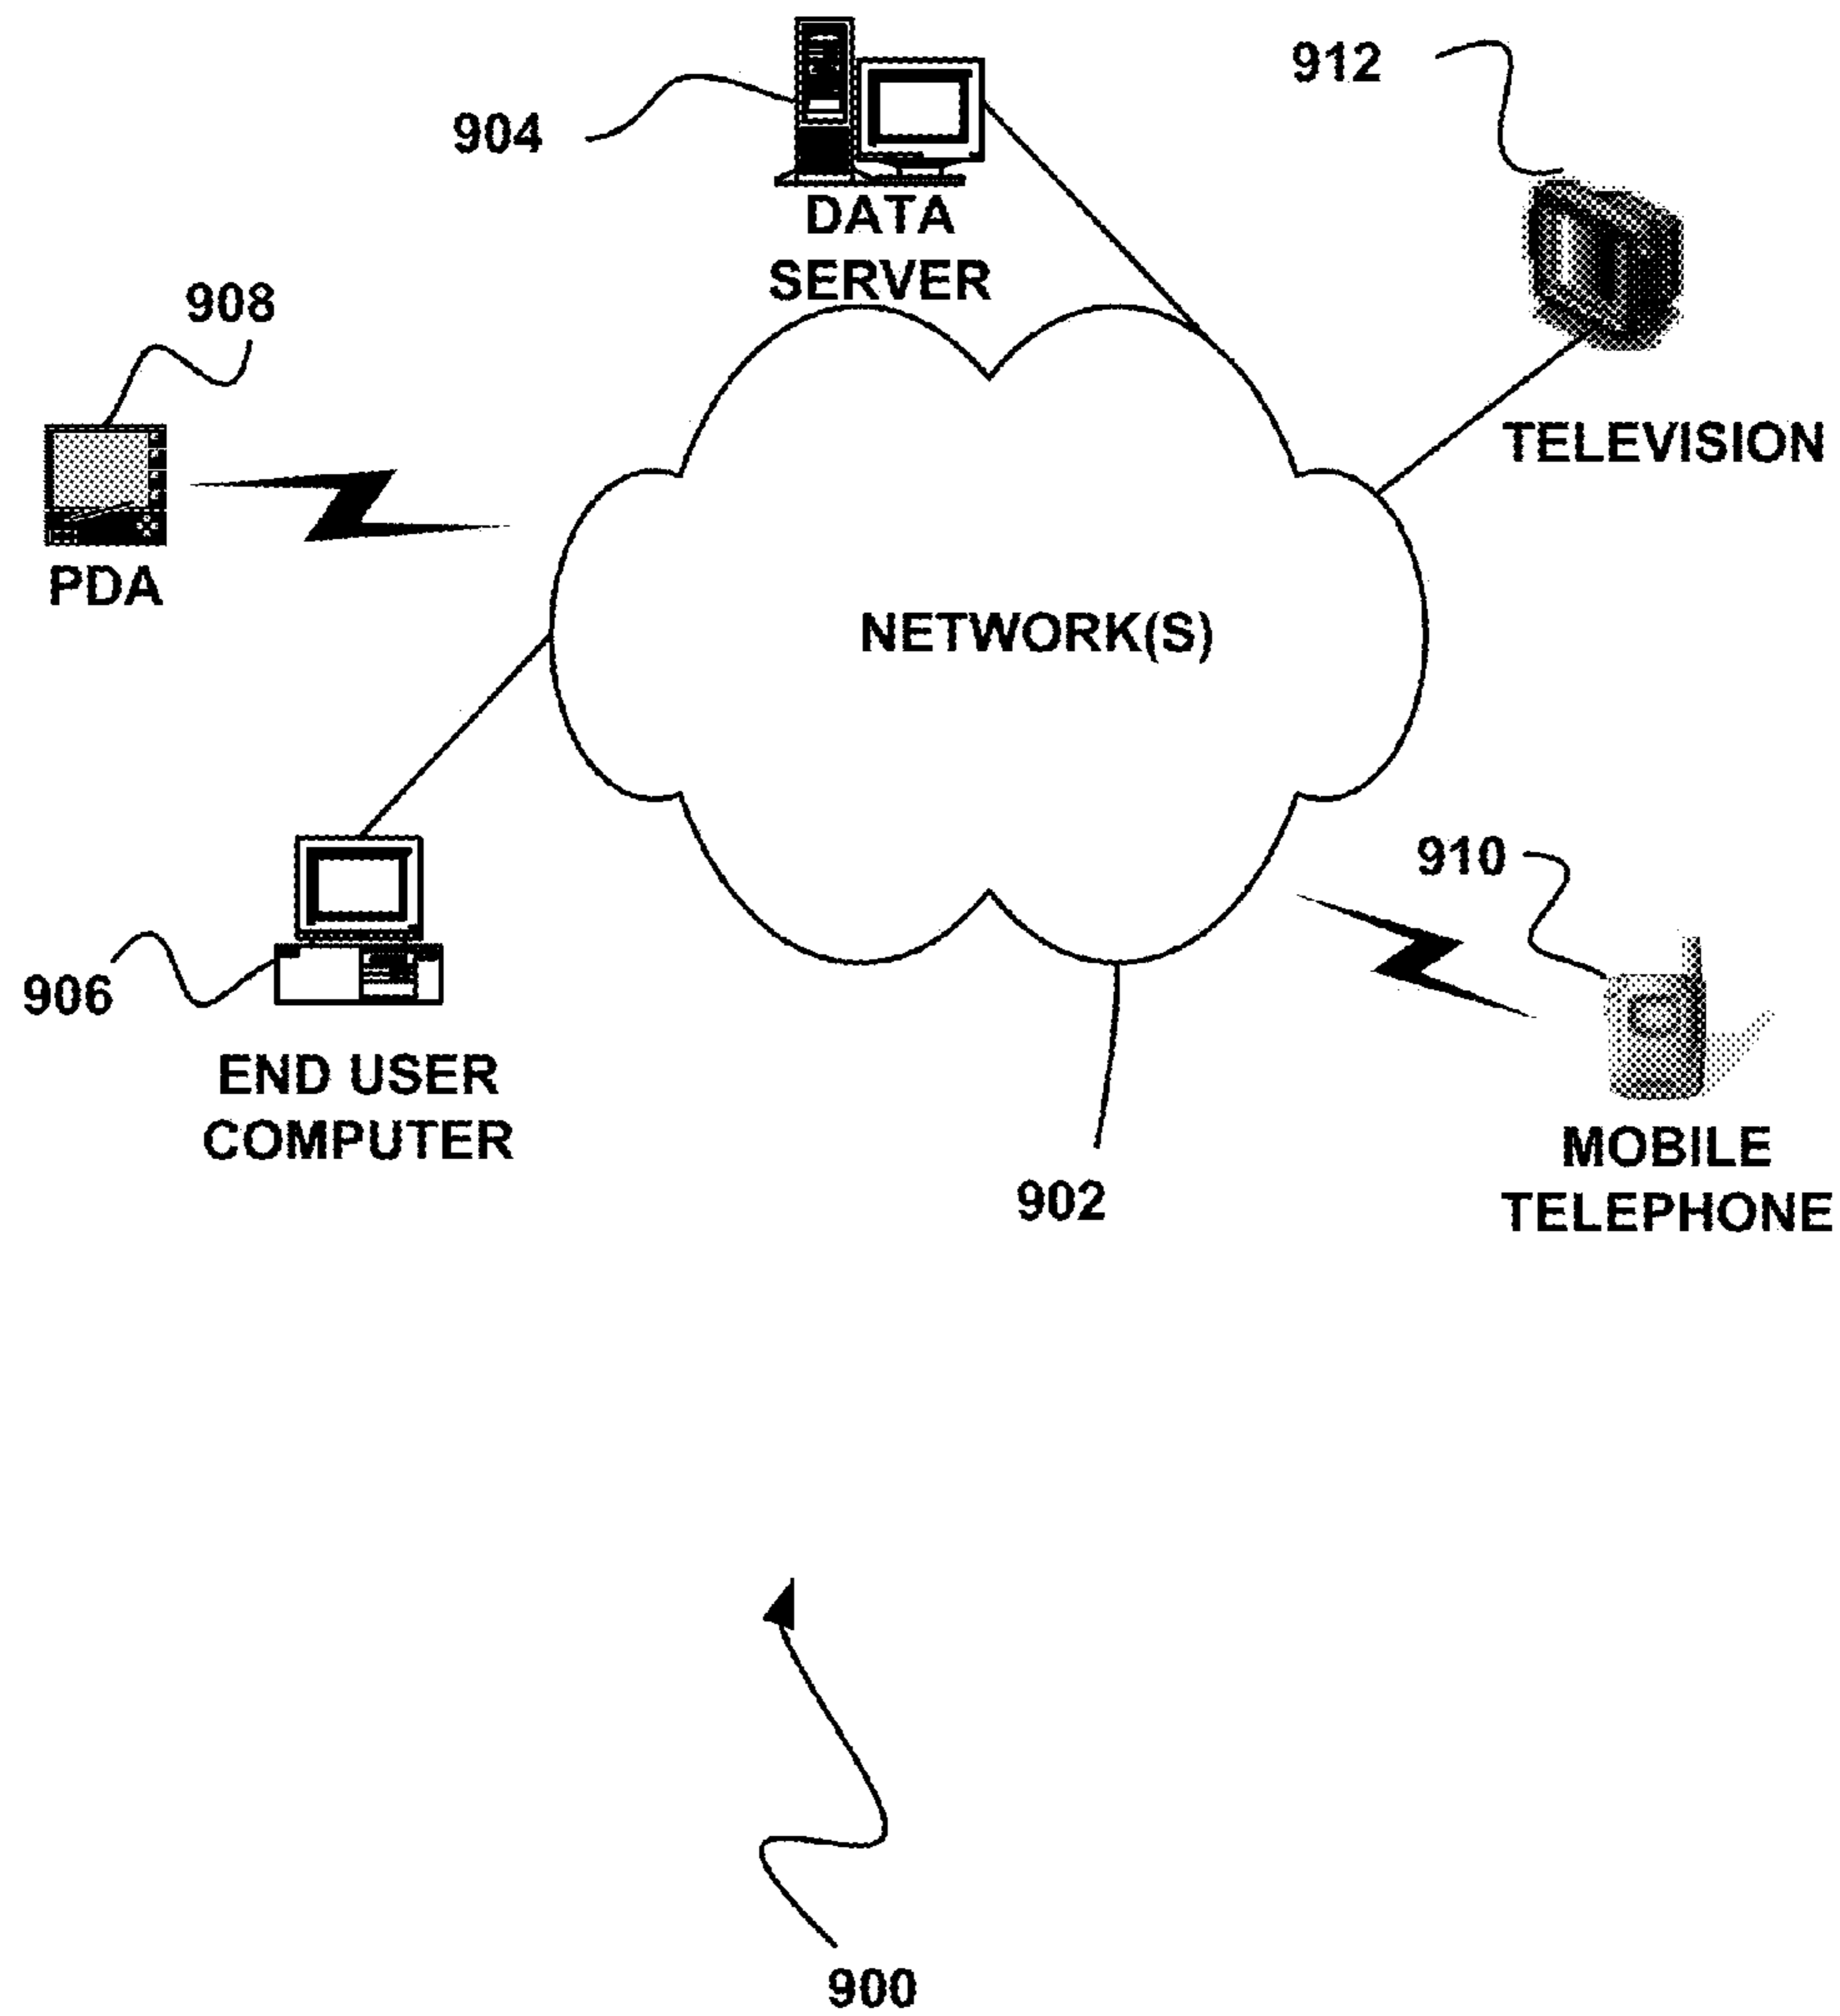 912
904
DATA
SERVER
908
TELEVISION
PDA
NETWORK(S)
910
906
END USER
COMPUTER
902
MOBILE
TELEPHONE
900